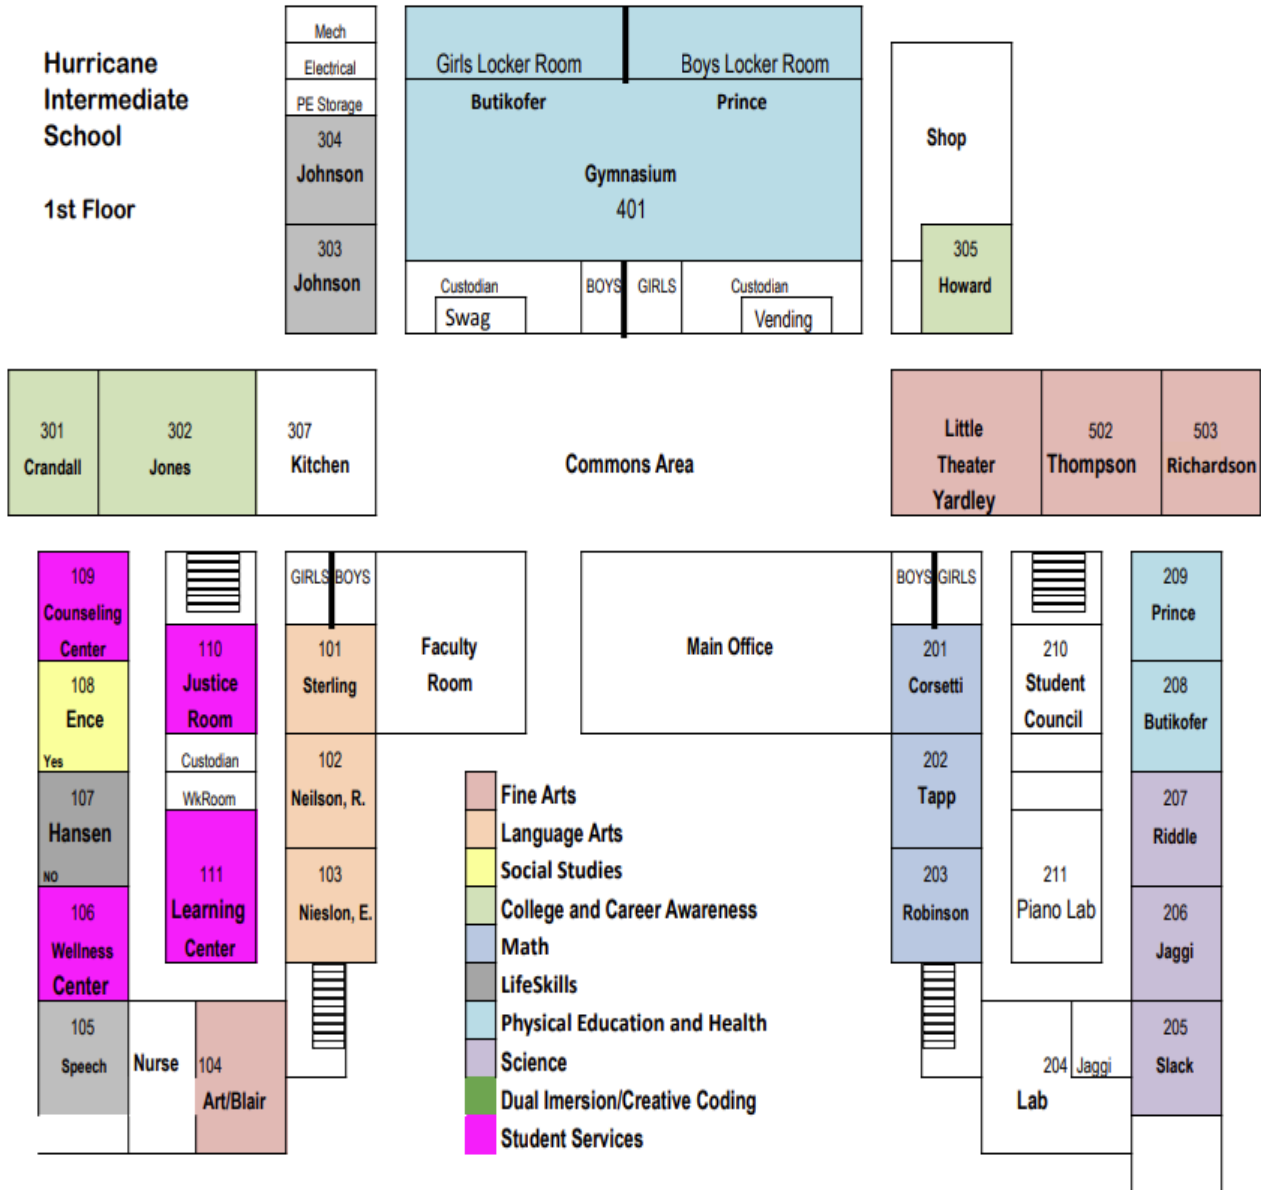 Hurricane
Intermediate
School
1st Floor
Mech
Electrical
PE Storage
304
Johnson
303
Johnson
Girls Locker Room
Boys Locker Room
Butikofer
Prince
Gymnasium
401
Custodian
Swag
BOYS
GIRLS
Custodian
Vending
Shop
305
Howard
301
Crandall
302
Jones
307
Kitchen
Commons Area
Little
Theater
Yardley
502
Thompson
503
Richardson
109
Counseling
Center
108
Ence
Yes
107
Hansen
NO
106
Wellness
Center
105
Speech
Nurse
104
Art/Blair
110
Justice
Room
Custodian
WkRoom
111
Learning
Center
GIRLS
BOYS
101
Sterling
102
Neilson, R.
103
Nieslon, E.
Faculty
Room
Main Office
Fine Arts
Language Arts
Social Studies
College and Career Awareness
Math
LifeSkills
Physical Education and Health
Science
Dual Imersion/Creative Coding
Student Services
BOYS
GIRLS
201
Corsetti
202
Tapp
203
Robinson
210
Student
Council
211
Piano Lab
204
Jaggi
Lab
209
Prince
208
Butikofer
207
Riddle
206
Jaggi
205
Slack